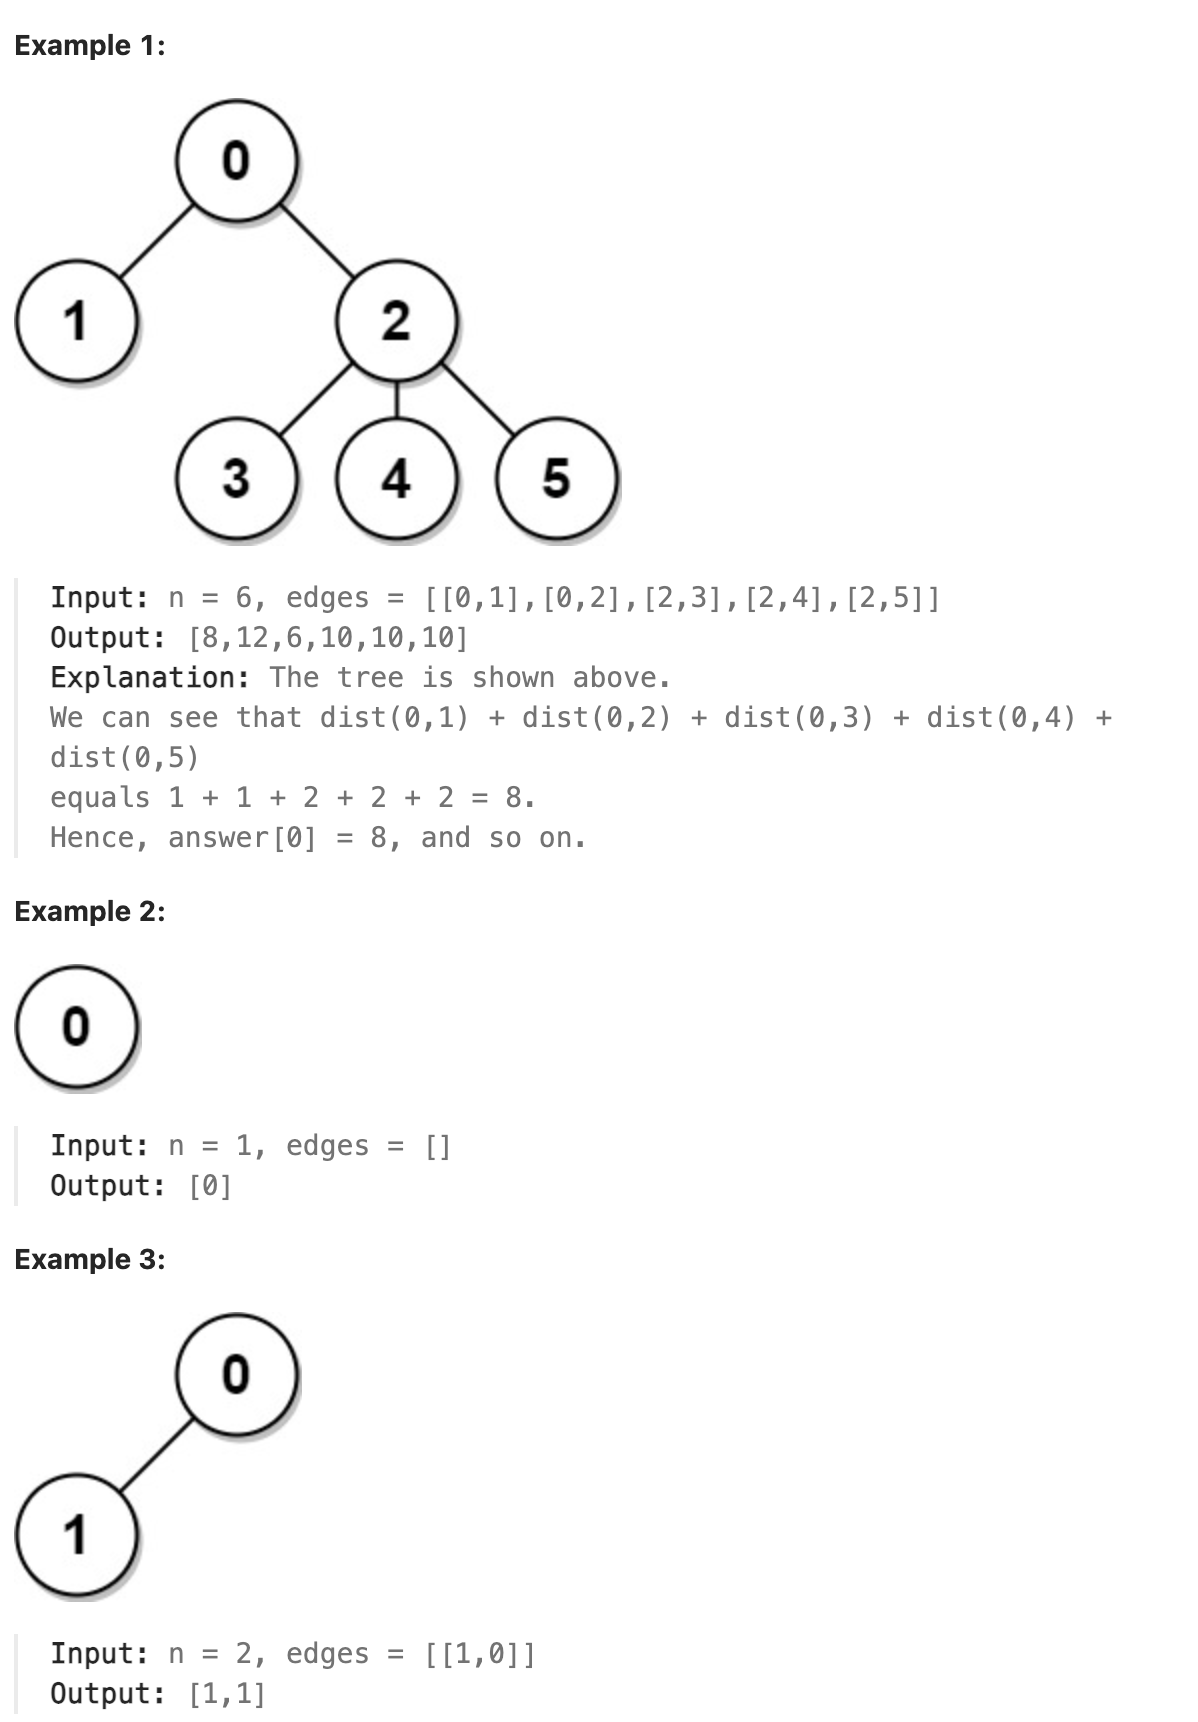 Example 1:
0
1
2
3
4
5
Input: n = 6, edges = [[0,1],[0,2],[2,3],[2,4],[2,5]]
Output: [8,12,6,10,10,10]
Explanation: The tree is shown above.
We can see that dist(0,1) + dist(0,2) + dist(0,3) + dist(0,4) +
dist(0,5)
equals 1 + 1 + 2 + 2 + 2 = 8.
Hence, answer[0] = 8, and so on.
Example 2:
0
Input: n = 1, edges = []
Output: [0]
Example 3:
0
1
Input: n = 2, edges = [[1,0]]
Output: [1,1]